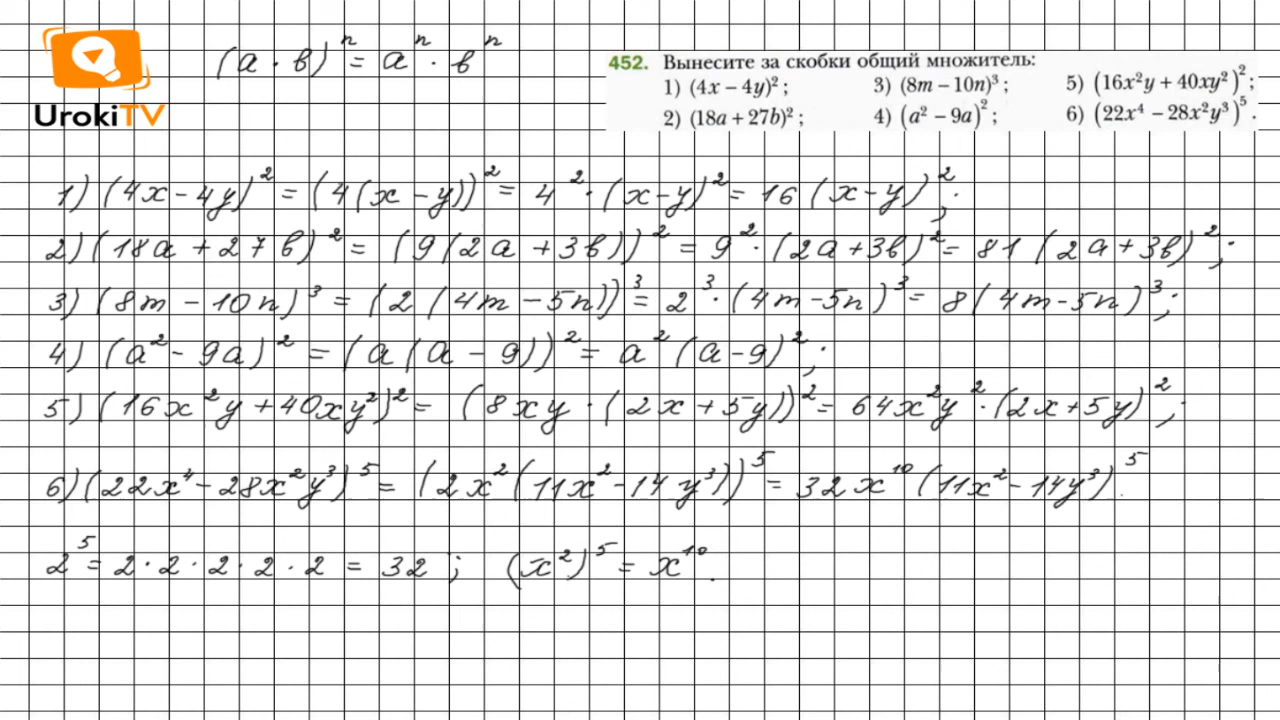 UrokiTV
(a · b)ⁿ = aⁿ · bⁿ
452. Вынесите за скобки общий множитель:
1) (4x − 4y)²; 3) (8m − 10n)³; 5) (16x²y + 40xy²)²;
2) (18a + 27b)²; 4) (a² − 9a)²; 6) (22x⁴ − 28x²y³)⁵.
1) (4x − 4y)² = (4(x − y))² = 4² · (x − y)² = 16(x − y)²;
2) (18a + 27b)² = (9(2a + 3b))² = 9² · (2a + 3b)² = 81(2a + 3b)²;
3) (8m − 10n)³ = (2(4m − 5n))³ = 2³ · (4m − 5n)³ = 8(4m − 5n)³;
4) (a² − 9a)² = (a(a − 9))² = a²(a − 9)²;
5) (16x²y + 40xy²)² = (8xy · (2x + 5y))² = 64x²y² · (2x + 5y)²;
6) (22x⁴ − 28x²y³)⁵ = (2x²(11x² − 14y³))⁵ = 32x¹⁰(11x² − 14y³)⁵.
2⁵ = 2 · 2 · 2 · 2 · 2 = 32; (x²)⁵ = x¹⁰.